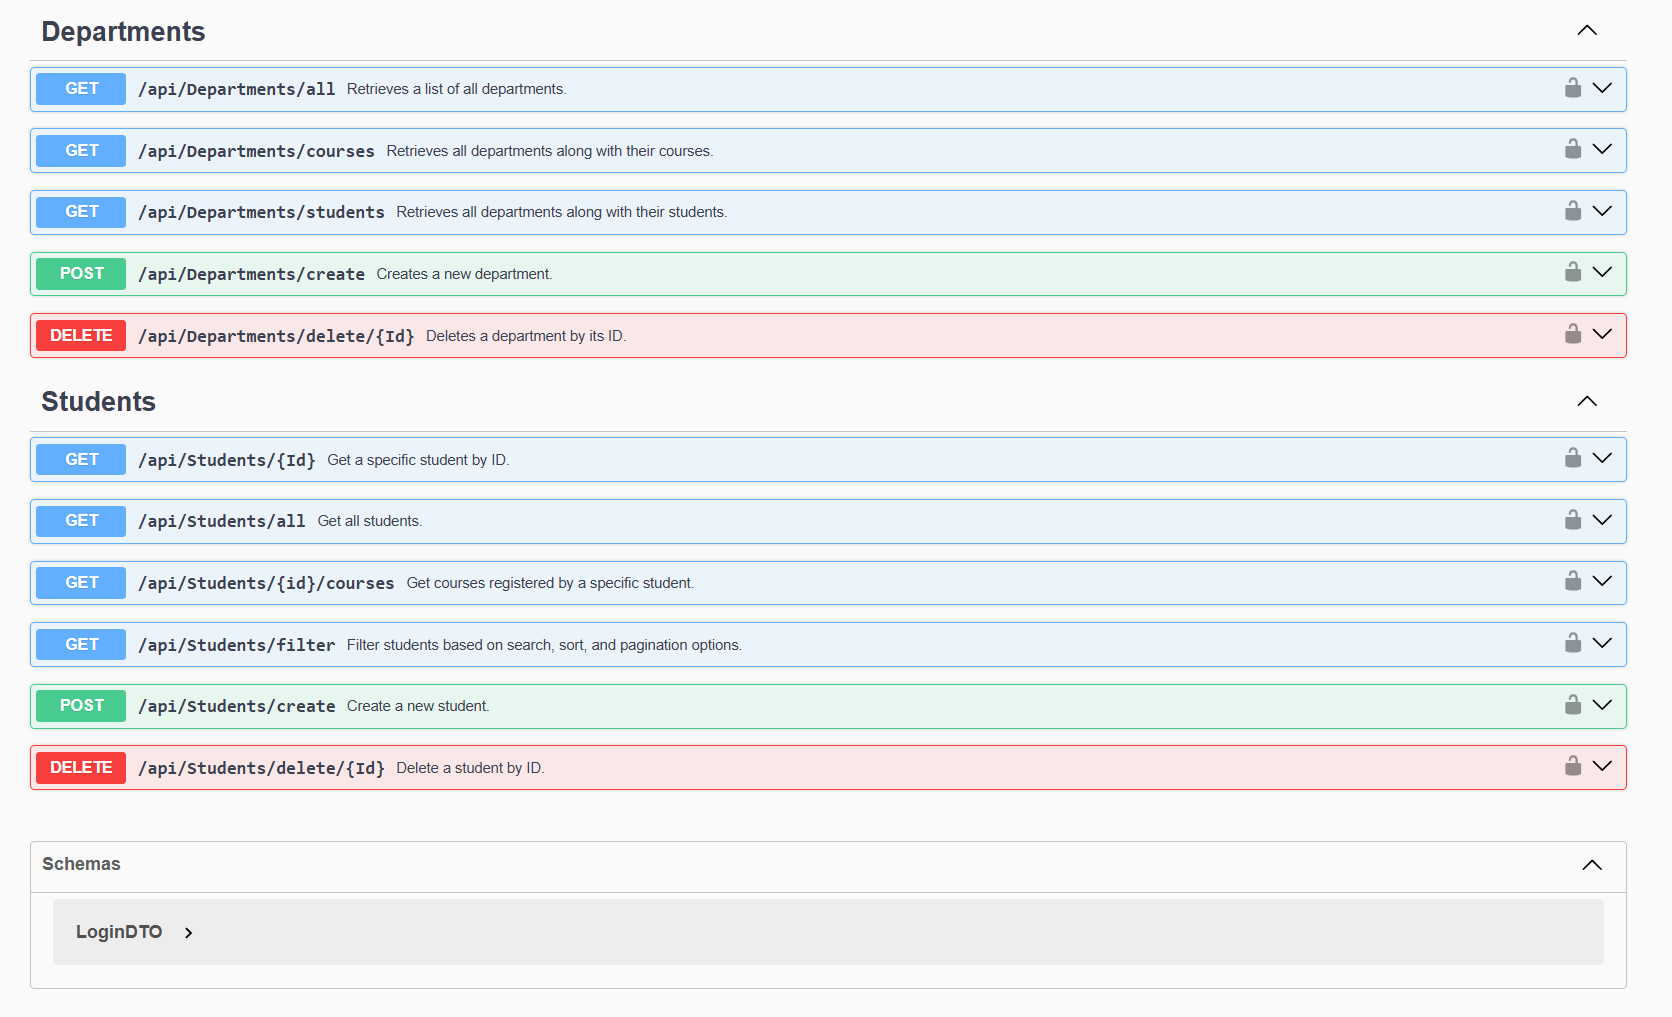 Departments
GET /api/Departments/all Retrieves a list of all departments.
GET /api/Departments/courses Retrieves all departments along with their courses.
GET /api/Departments/students Retrieves all departments along with their students.
POST /api/Departments/create Creates a new department.
DELETE /api/Departments/delete/{Id} Deletes a department by its ID.
Students
GET /api/Students/{Id} Get a specific student by ID.
GET /api/Students/all Get all students.
GET /api/Students/{id}/courses Get courses registered by a specific student.
GET /api/Students/filter Filter students based on search, sort, and pagination options.
POST /api/Students/create Create a new student.
DELETE /api/Students/delete/{Id} Delete a student by ID.
Schemas
LoginDTO